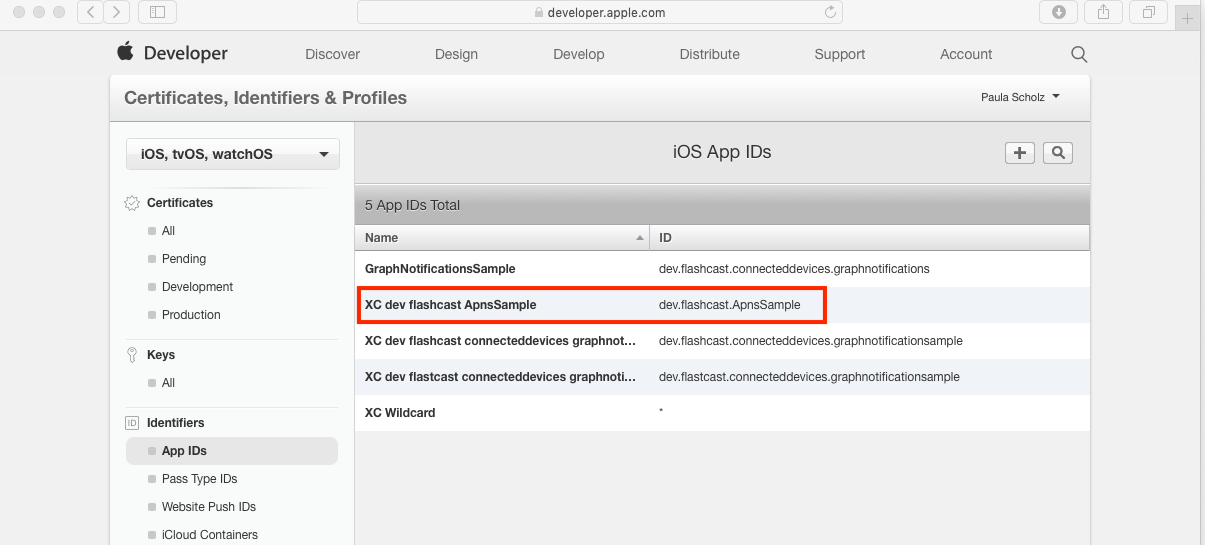 developer.apple.com
Developer Discover Design Develop Distribute Support Account
Certificates, Identifiers & Profiles
Paula Scholz
iOS, tvOS, watchOS
Certificates
All
Pending
Development
Production
Keys
All
ID Identifiers
App IDs
Pass Type IDs
Website Push IDs
iCloud Containers
iOS App IDs
5 App IDs Total
Name ID
GraphNotificationsSample dev.flashcast.connecteddevices.graphnotifications
XC dev flashcast ApnsSample dev.flashcast.ApnsSample
XC dev flashcast connecteddevices graphnot... dev.flashcast.connecteddevices.graphnotificationsample
XC dev flastcast connecteddevices graphnoti... dev.flastcast.connecteddevices.graphnotificationsample
XC Wildcard *